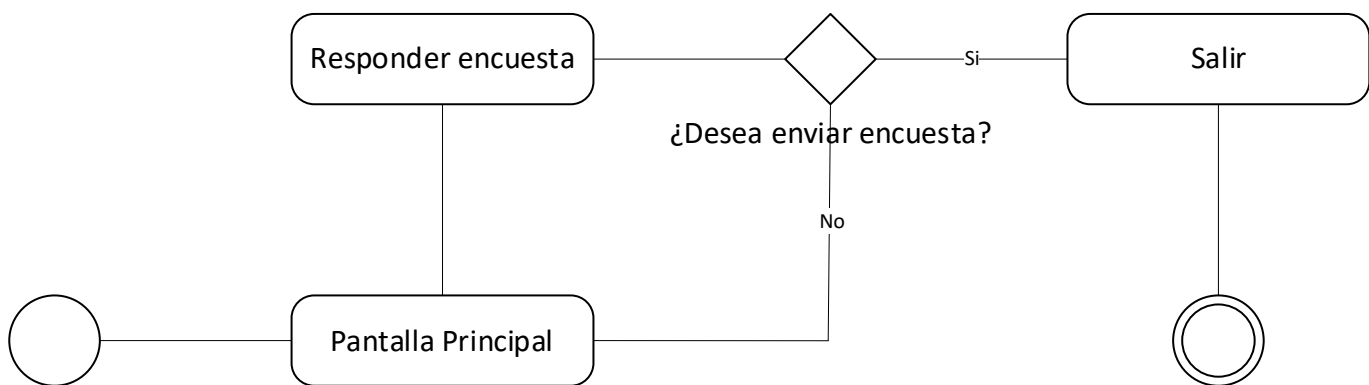 Responder encuesta
Si
Salir
¿Desea enviar encuesta?
No
Pantalla Principal